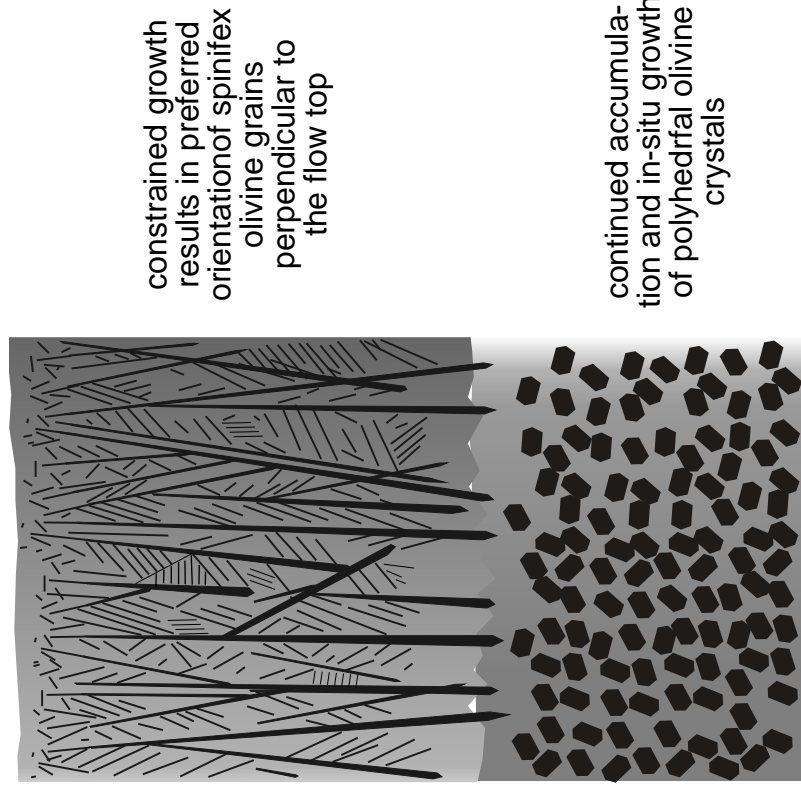 constrained growth
results in preferred
orientationof spinifex
olivine grains
perpendicular to
the flow top
continued accumula-
tion and in-situ growth
of polyhedrfal olivine
crystals